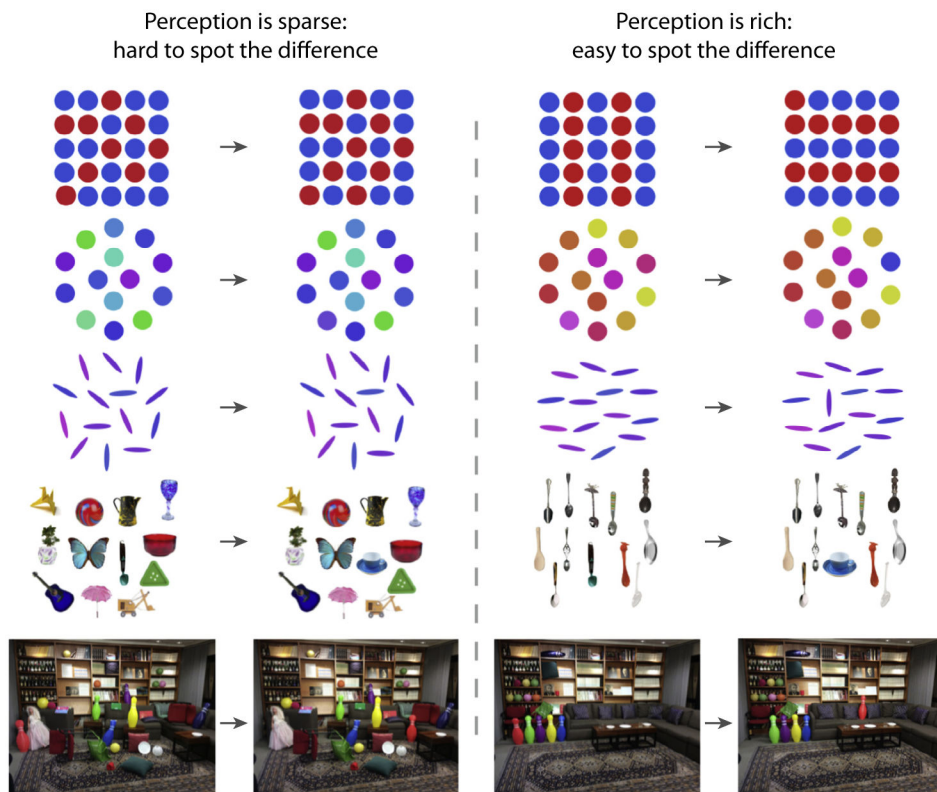 Perception is sparse:
hard to spot the difference
Perception is rich:
easy to spot the difference